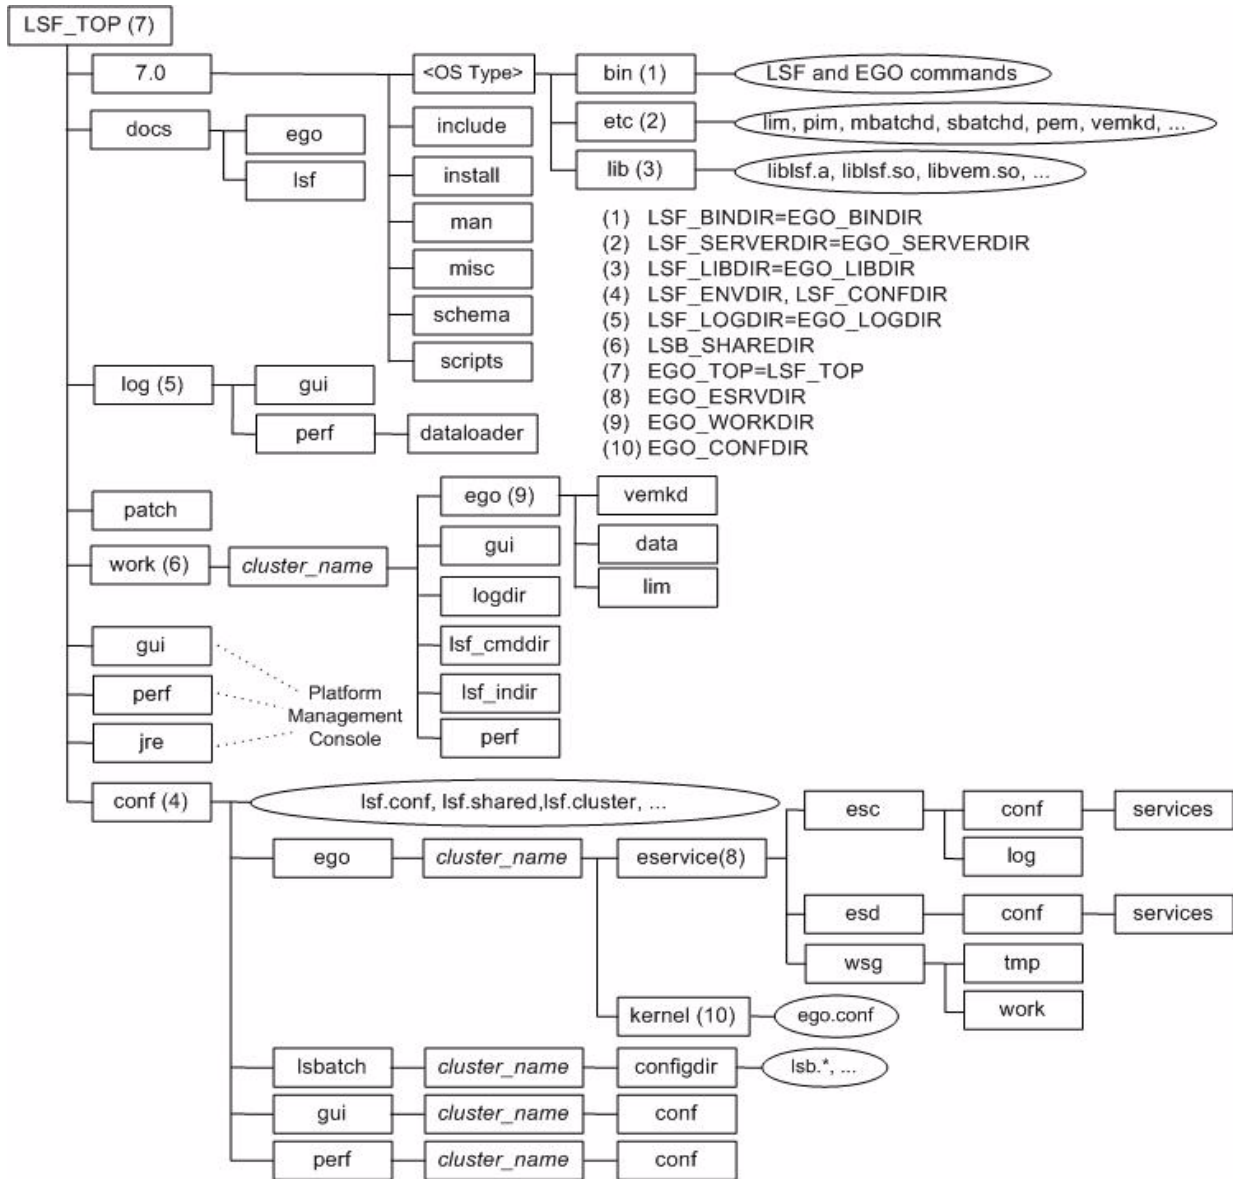 LSF_TOP (7)
7.0
<OS Type>
bin (1)
LSF and EGO commands
docs
ego
include
etc (2)
lim, pim, mbatchd, sbatchd, pem, vemkd, ...
lsf
install
lib (3)
liblsf.a, liblsf.so, libvem.so, ...
man
misc
schema
scripts
(1) LSF_BINDIR=EGO_BINDIR
(2) LSF_SERVERDIR=EGO_SERVERDIR
(3) LSF_LIBDIR=EGO_LIBDIR
(4) LSF_ENVDIR, LSF_CONFDIR
(5) LSF_LOGDIR=EGO_LOGDIR
(6) LSB_SHAREDIR
(7) EGO_TOP=LSF_TOP
(8) EGO_ESRVDIR
(9) EGO_WORKDIR
(10) EGO_CONFDIR
log (5)
gui
perf
dataloader
patch
work (6)
cluster_name
ego (9)
vemkd
gui
data
logdir
lim
lsf_cmddir
lsf_indir
perf
gui
perf
jre
Platform
Management
Console
conf (4)
lsf.conf, lsf.shared,lsf.cluster, ...
ego
cluster_name
eservice(8)
esc
conf
services
log
esd
conf
services
wsg
tmp
work
kernel (10)
ego.conf
lsbatch
cluster_name
configdir
lsb.*, ...
gui
cluster_name
conf
perf
cluster_name
conf